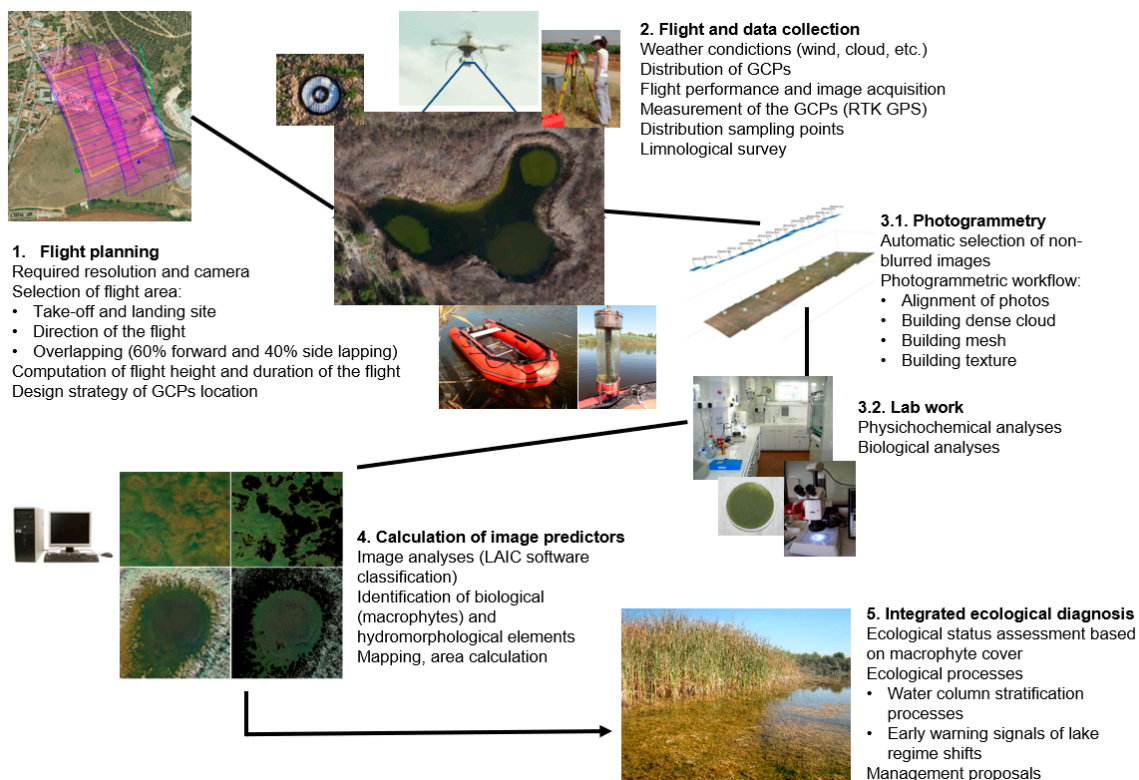 1. Flight planning
Required resolution and camera
Selection of flight area:
• Take-off and landing site
• Direction of the flight
• Overlapping (60% forward and 40% side lapping)
Computation of flight height and duration of the flight
Design strategy of GCPs location
2. Flight and data collection
Weather condictions (wind, cloud, etc.)
Distribution of GCPs
Flight performance and image acquisition
Measurement of the GCPs (RTK GPS)
Distribution sampling points
Limnological survey
3.1. Photogrammetry
Automatic selection of non-
blurred images
Photogrammetric workflow:
• Alignment of photos
• Building dense cloud
• Building mesh
• Building texture
3.2. Lab work
Physichochemical analyses
Biological analyses
4. Calculation of image predictors
Image analyses (LAIC software
classification)
Identification of biological
(macrophytes) and
hydromorphological elements
Mapping, area calculation
5. Integrated ecological diagnosis
Ecological status assessment based
on macrophyte cover
Ecological processes
• Water column stratification
processes
• Early warning signals of lake
regime shifts
Management proposals